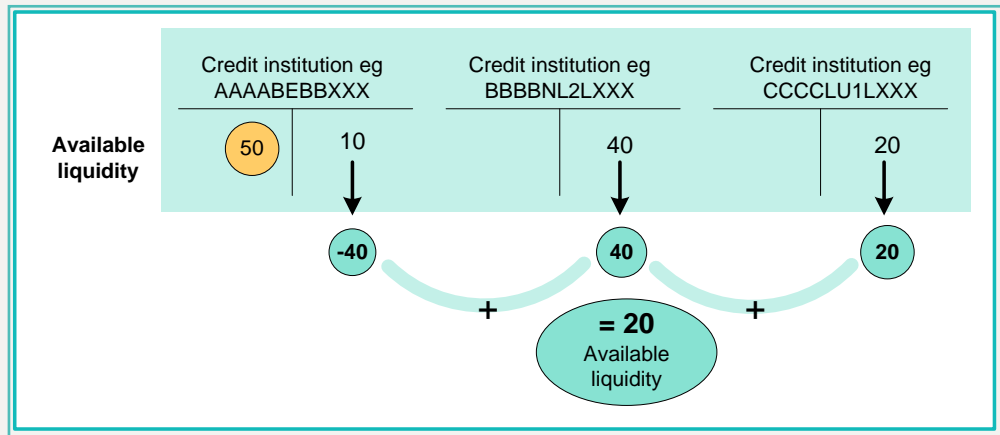 Credit institution eg
AAAABEBBXXX
Credit institution eg
BBBBNL2LXXX
Credit institution eg
CCCCLU1LXXX
Available
liquidity
50
10
40
20
-40
40
20
+
+
= 20
Available
liquidity